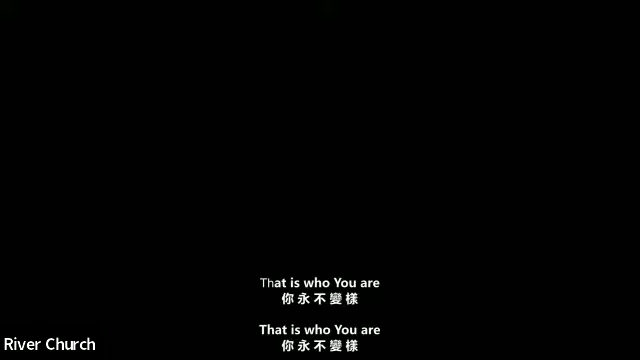 That is who You are
你永不變樣
That is who You are
你永不變樣
River Church